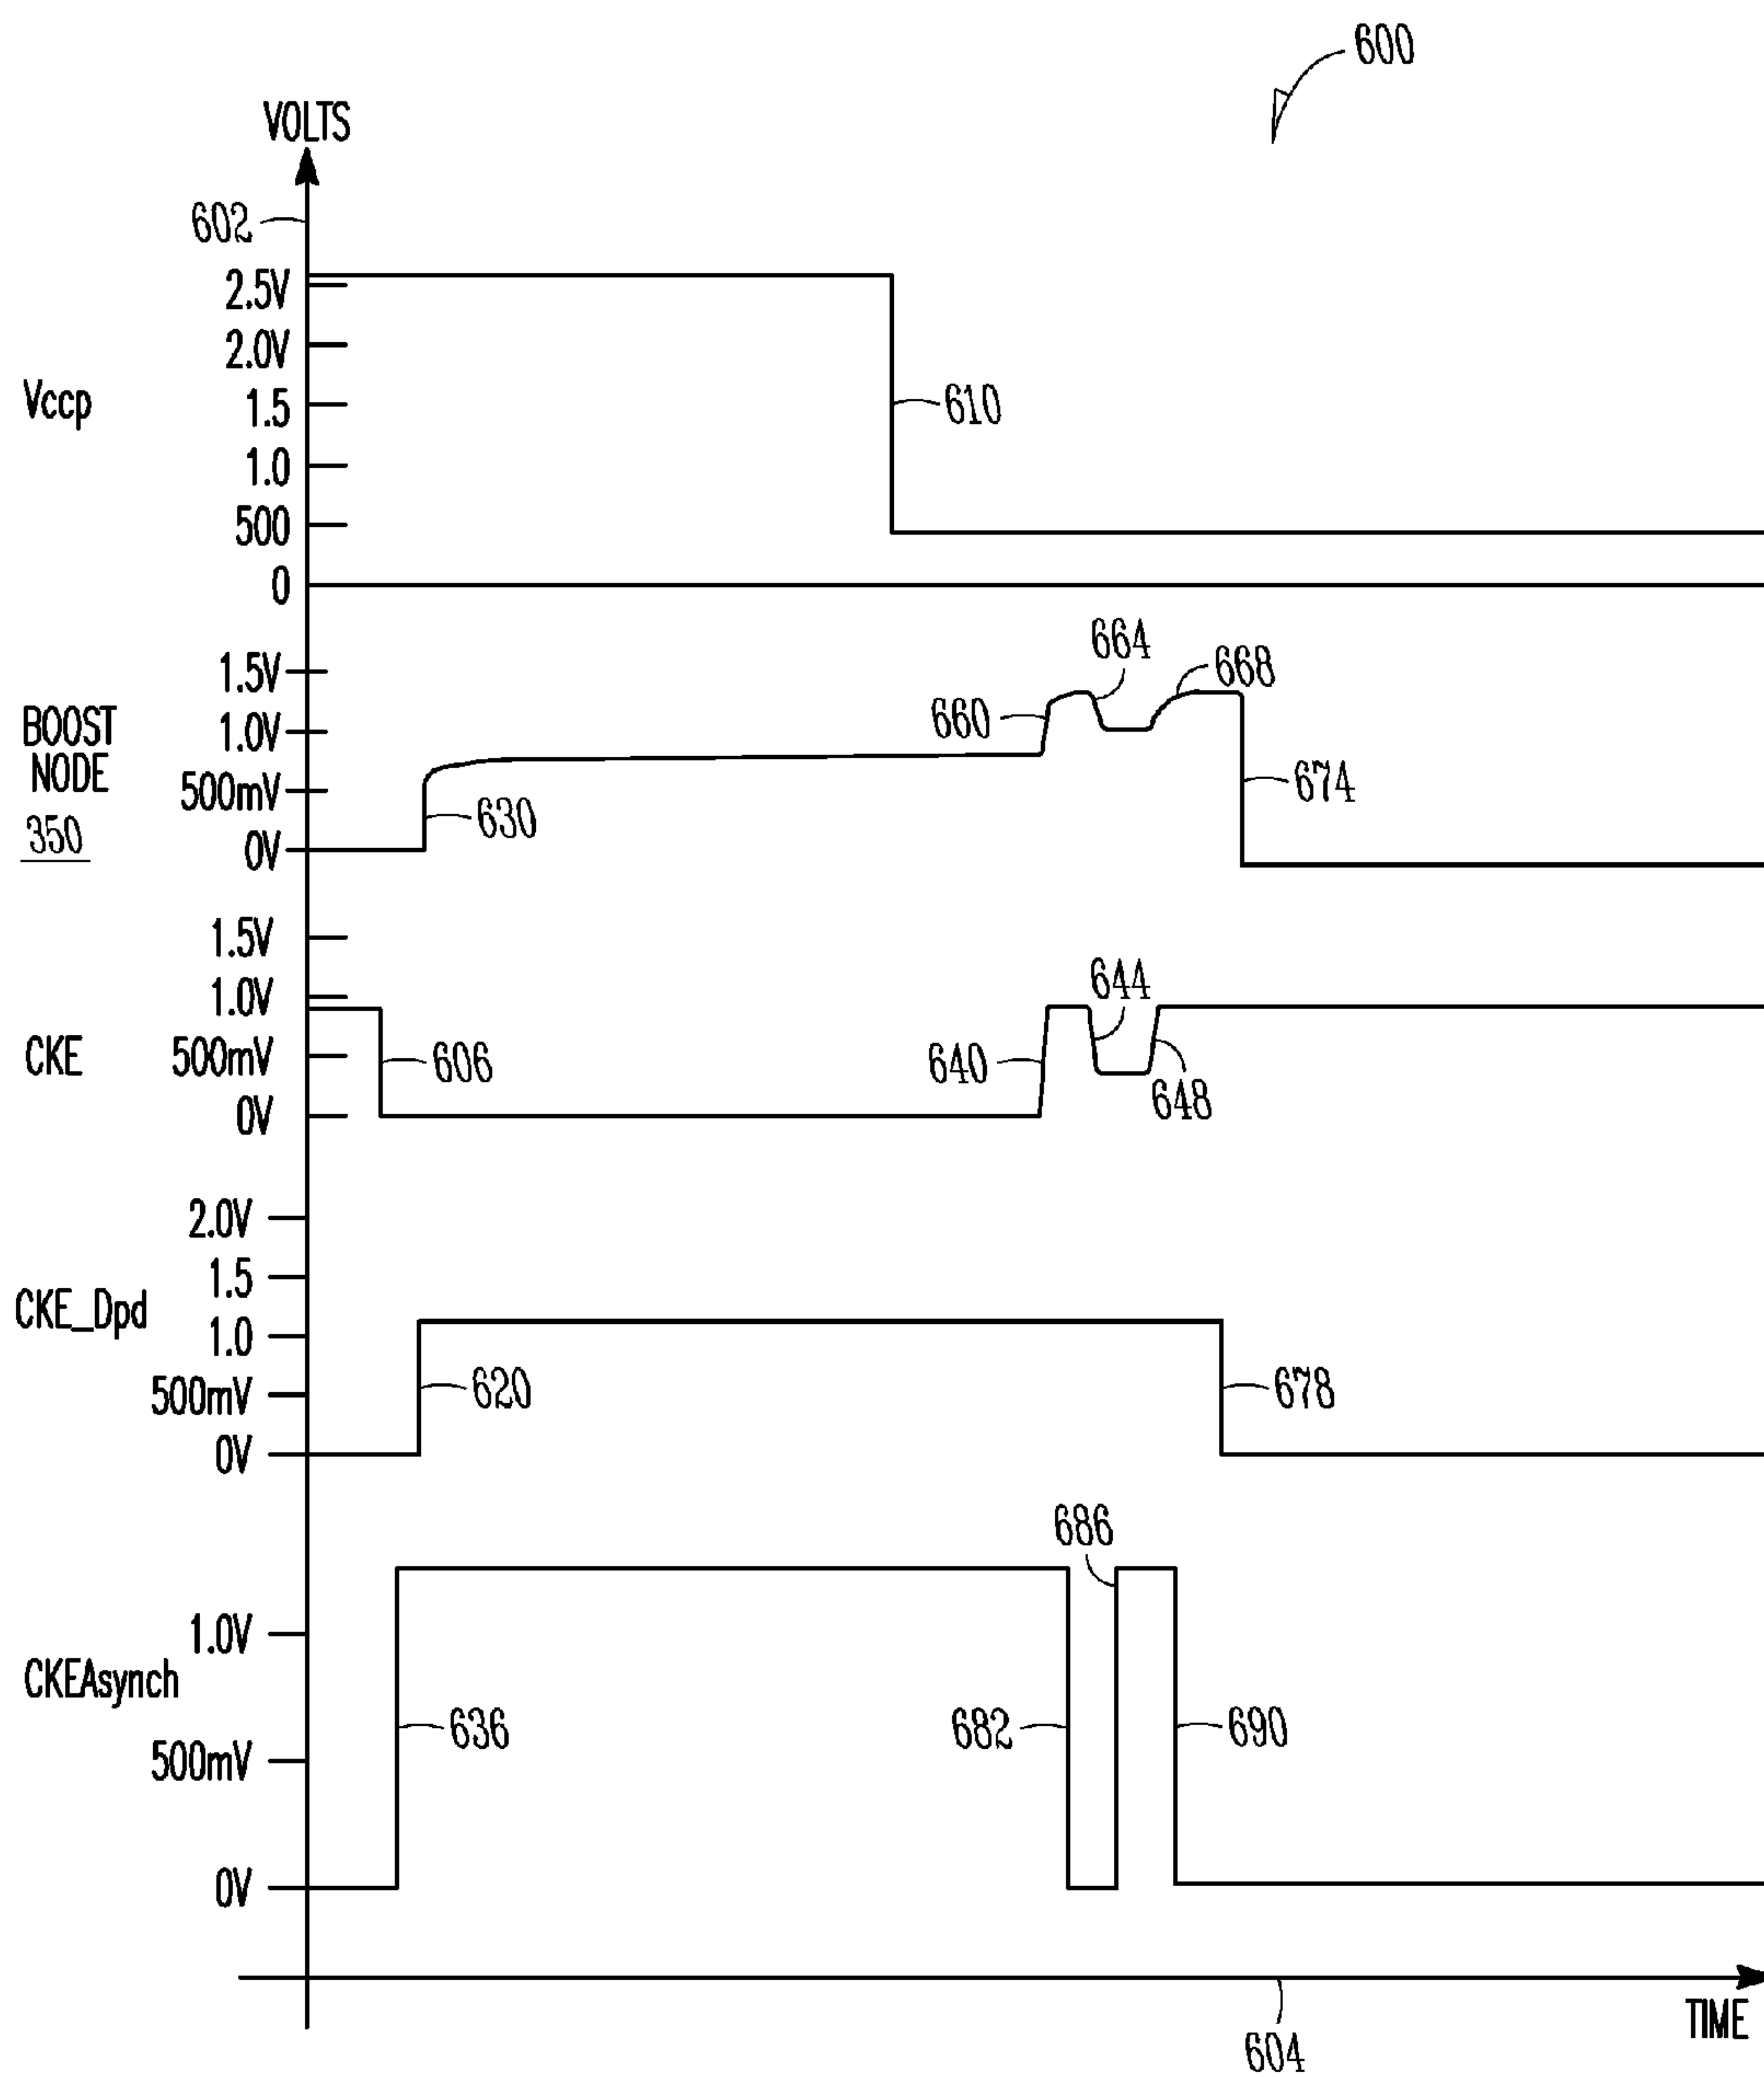 600
VOLTS
602
2.5V
2.0V
Vccp
1.5
610
1.0
500
0
664
1.5V
668
BOOST
NODE
350
1.0V
660
500mV
630
674
0V
1.5V
1.0V
644
CKE
500mV
606
640
648
0V
2.0V
1.5
CKE_Dpd
1.0
500mV
620
678
0V
686
1.0V
CKEAsynch
636
682
690
500mV
0V
TIME
604